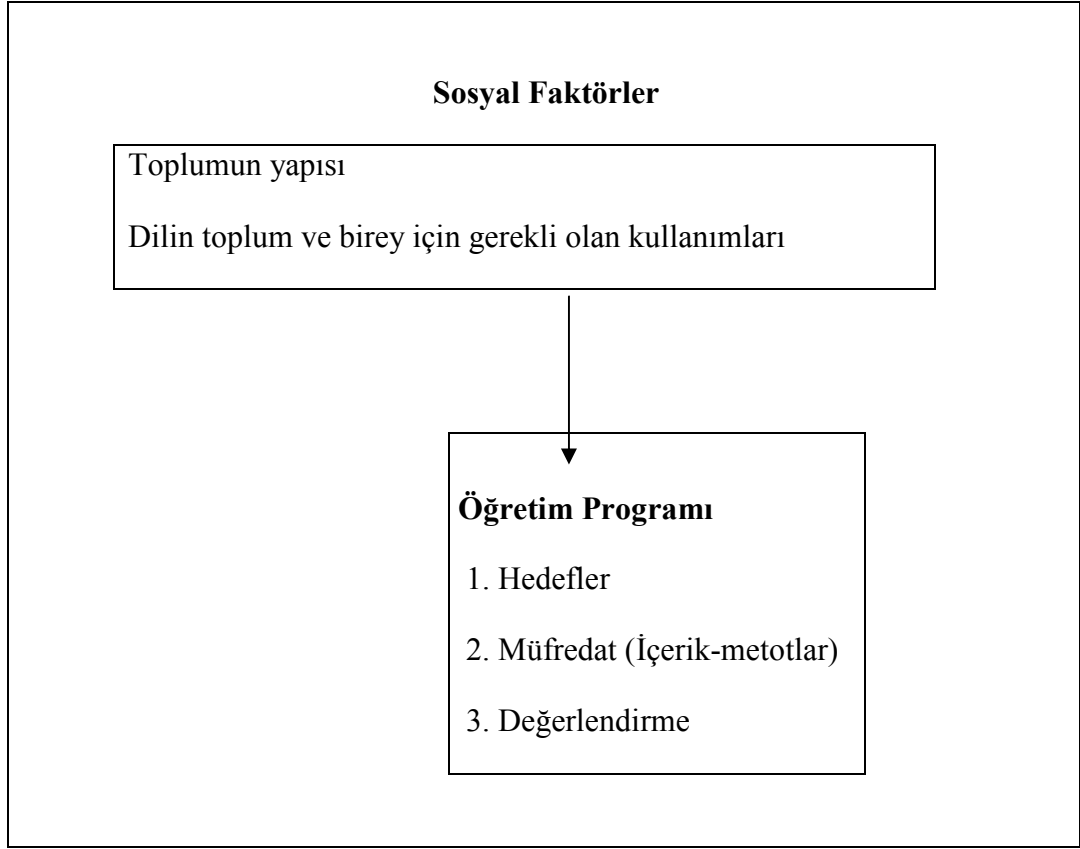 Sosyal Faktörler
Toplumun yapısı
Dilin toplum ve birey için gerekli olan kullanımları
Öğretim Programı
1. Hedefler
2. Müfredat (İçerik-metotlar)
3. Değerlendirme